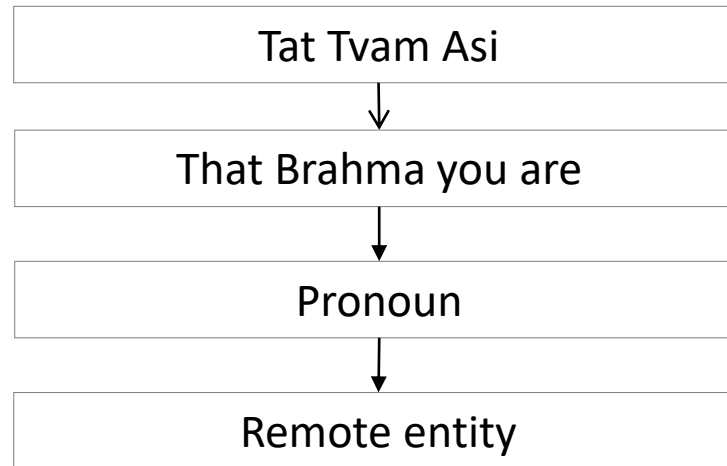 Tat Tvam Asi
That Brahma you are
Pronoun
Remote entity